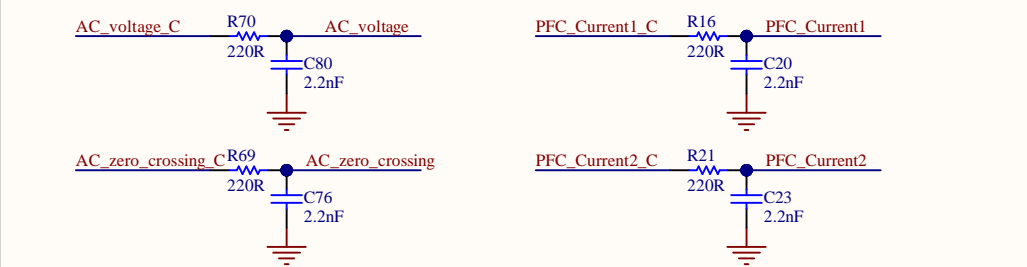 AC_voltage_C R70 AC_voltage
220R
C80
2.2nF
PFC_Current1_C R16 PFC_Current1
220R
C20
2.2nF
AC_zero_crossing_C R69 AC_zero_crossing
220R
C76
2.2nF
PFC_Current2_C R21 PFC_Current2
220R
C23
2.2nF